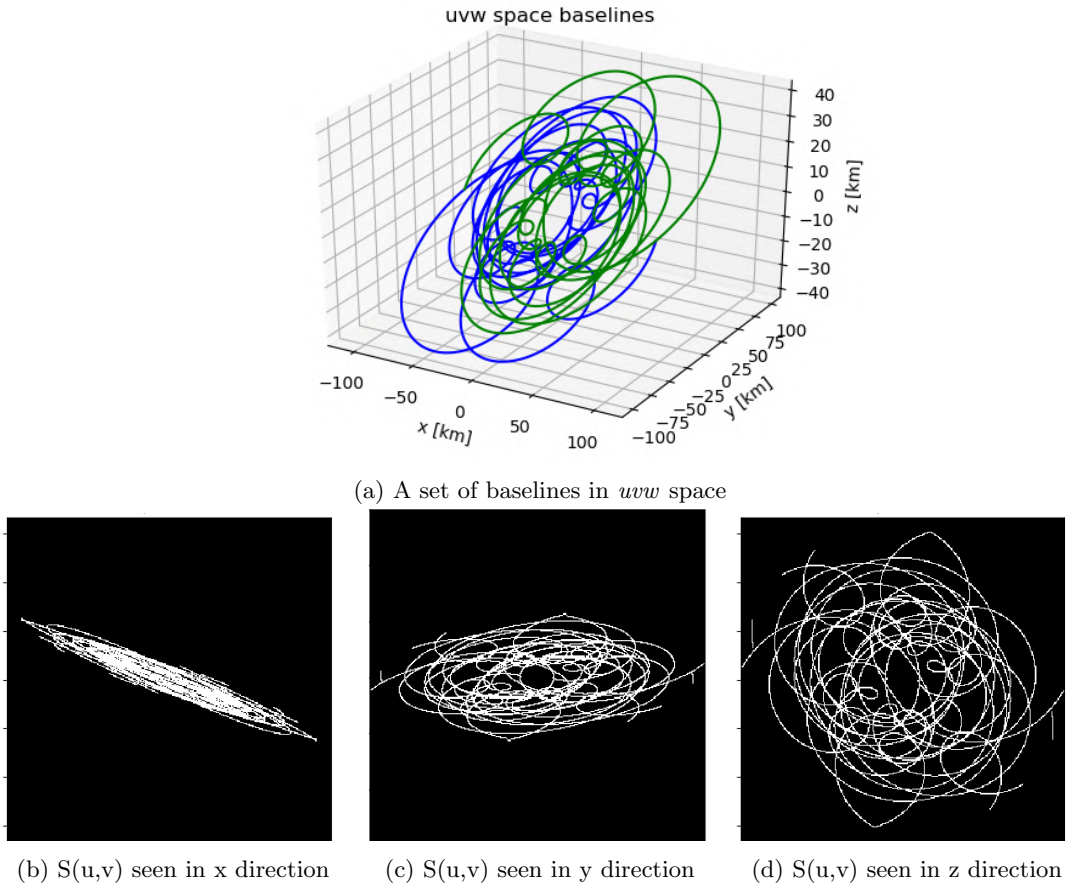 uvw space baselines
40
30
20
10
0
−10
−20
−30
−40
z [km]
−100
−50
0
50
100
x [km]
−100
−75
−50
−25
0
25
50
75
100
y [km]
(a) A set of baselines in uvw space
(b) S(u,v) seen in x direction
(c) S(u,v) seen in y direction
(d) S(u,v) seen in z direction